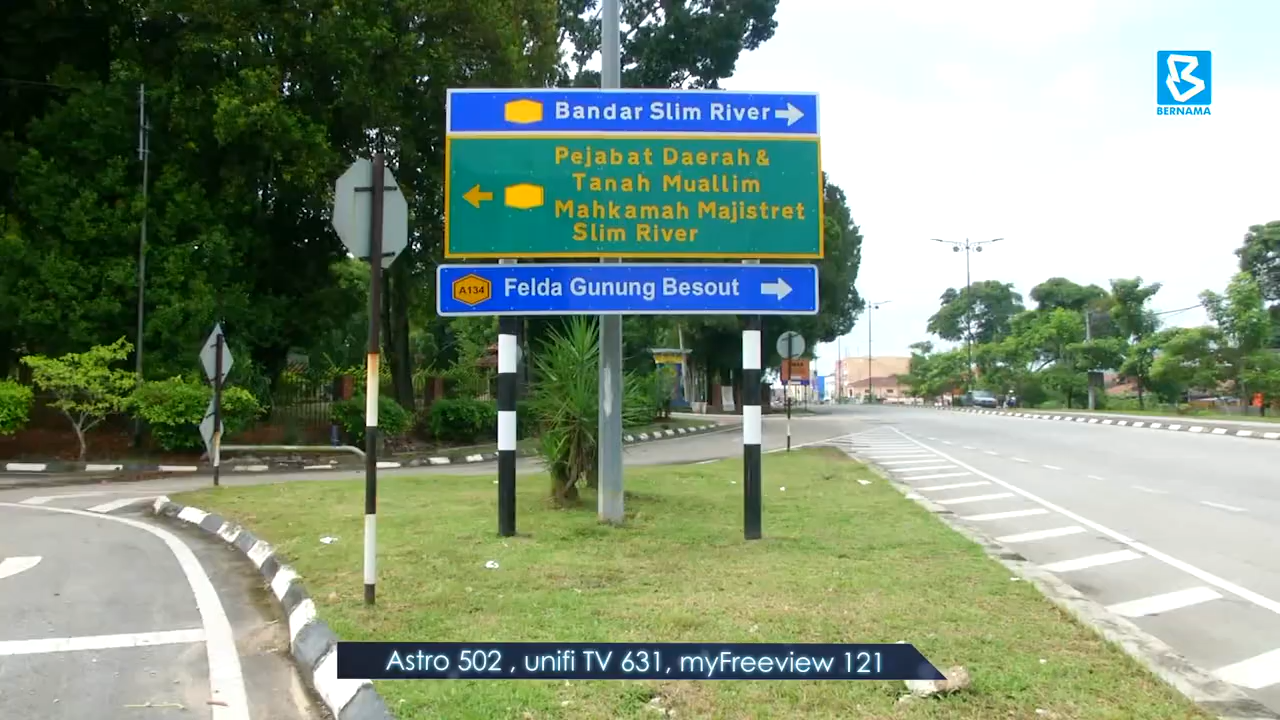 BERNAMA
Bandar Slim River
Pejabat Daerah &
Tanah Muallim
Mahkamah Majistret
Slim River
A134
Felda Gunung Besout
Astro 502 , unifi TV 631, myFreeview 121